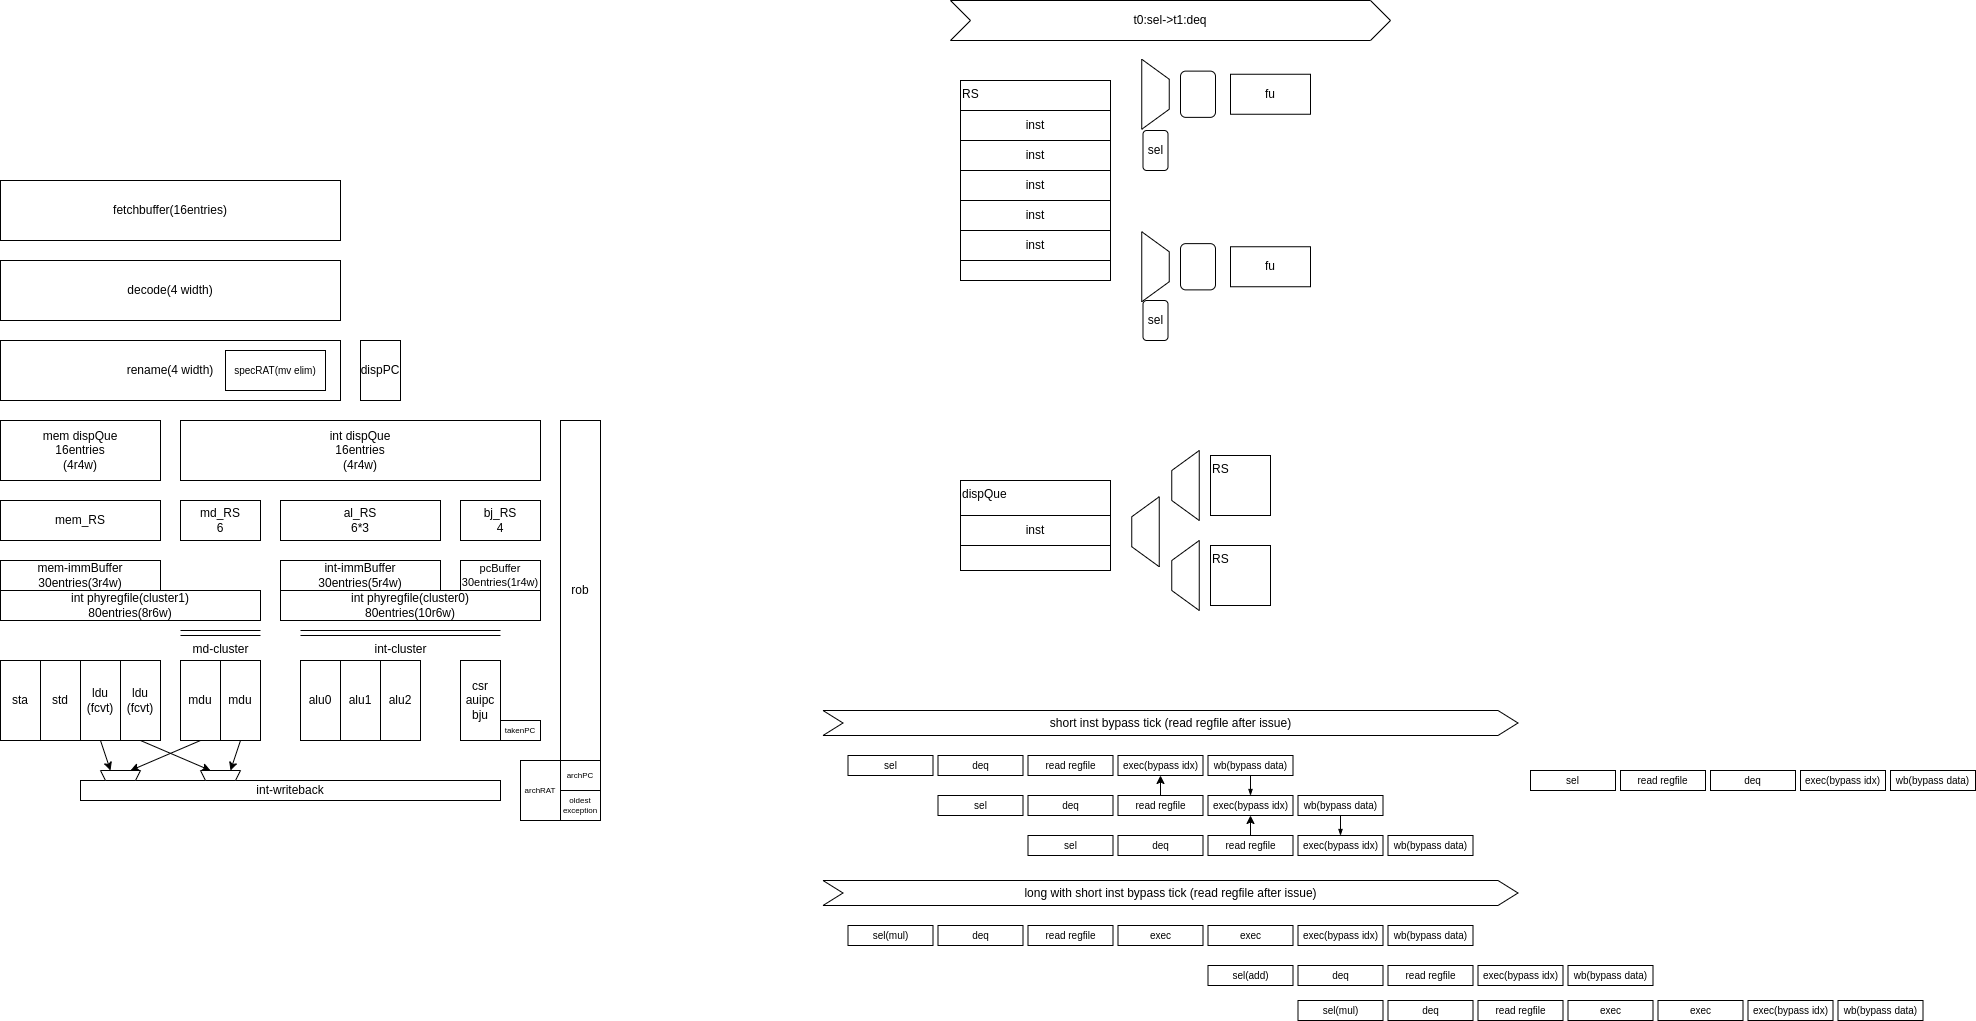 fetchbuffer(16entries)
decode(4 width)
rename(4 width)
specRAT(mv elim)
dispPC
mem dispQue
16entries
(4r4w)
int dispQue
16entries
(4r4w)
mem_RS
md_RS
6
al_RS
6*3
bj_RS
4
mem-immBuffer
30entries(3r4w)
int-immBuffer
30entries(5r4w)
pcBuffer
30entries(1r4w)
int phyregfile(cluster1)
80entries(8r6w)
int phyregfile(cluster0)
80entries(10r6w)
rob
md-cluster
int-cluster
sta
std
ldu
(fcvt)
ldu
(fcvt)
mdu
mdu
alu0
alu1
alu2
csr
auipc
bju
takenPC
int-writeback
archRAT
archPC
oldest
exception
t0:sel->t1:deq
RS
inst
inst
inst
inst
inst
sel
fu
sel
fu
dispQue
inst
RS
RS
short inst bypass tick (read regfile after issue)
sel
deq
read regfile
exec(bypass idx)
wb(bypass data)
sel
deq
read regfile
exec(bypass idx)
wb(bypass data)
sel
deq
read regfile
exec(bypass idx)
wb(bypass data)
sel
read regfile
deq
exec(bypass idx)
wb(bypass data)
long with short inst bypass tick (read regfile after issue)
sel(mul)
deq
read regfile
exec
exec
exec(bypass idx)
wb(bypass data)
sel(add)
deq
read regfile
exec(bypass idx)
wb(bypass data)
sel(mul)
deq
read regfile
exec
exec
exec(bypass idx)
wb(bypass data)